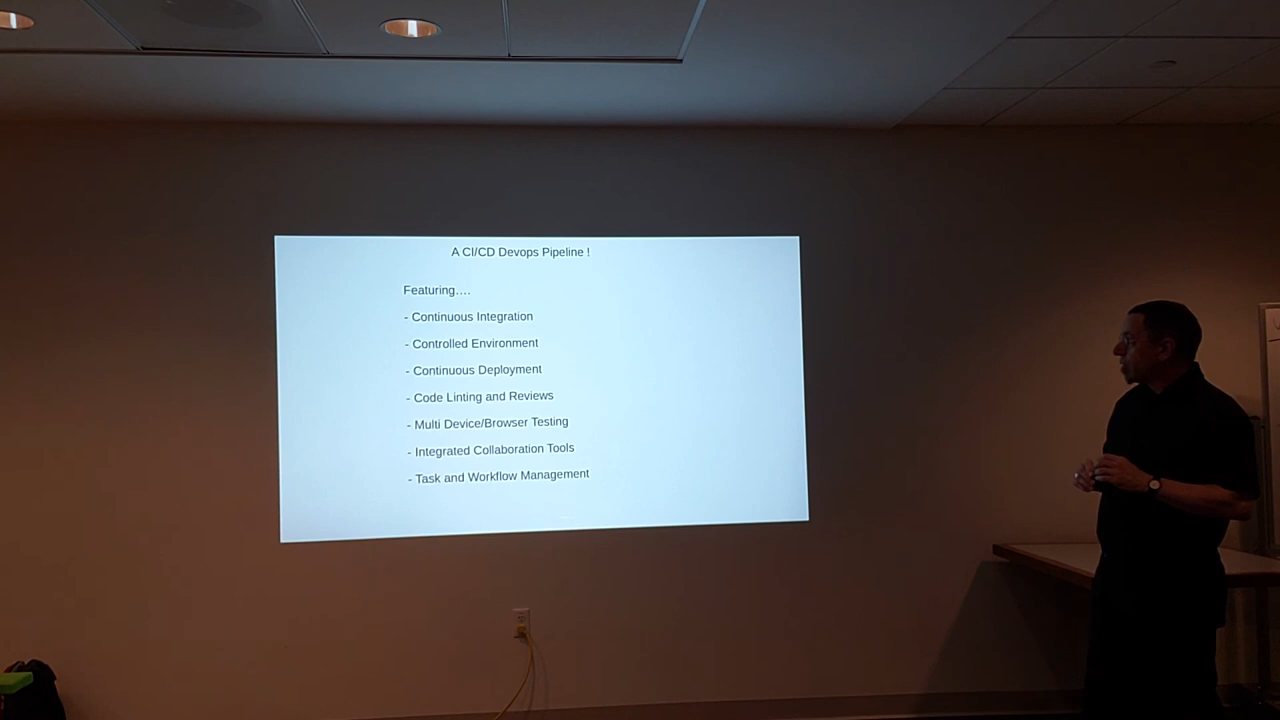 A CI/CD Devops Pipeline !
Featuring….
- Continuous Integration
- Controlled Environment
- Continuous Deployment
- Code Linting and Reviews
- Multi Device/Browser Testing
- Integrated Collaboration Tools
- Task and Workflow Management